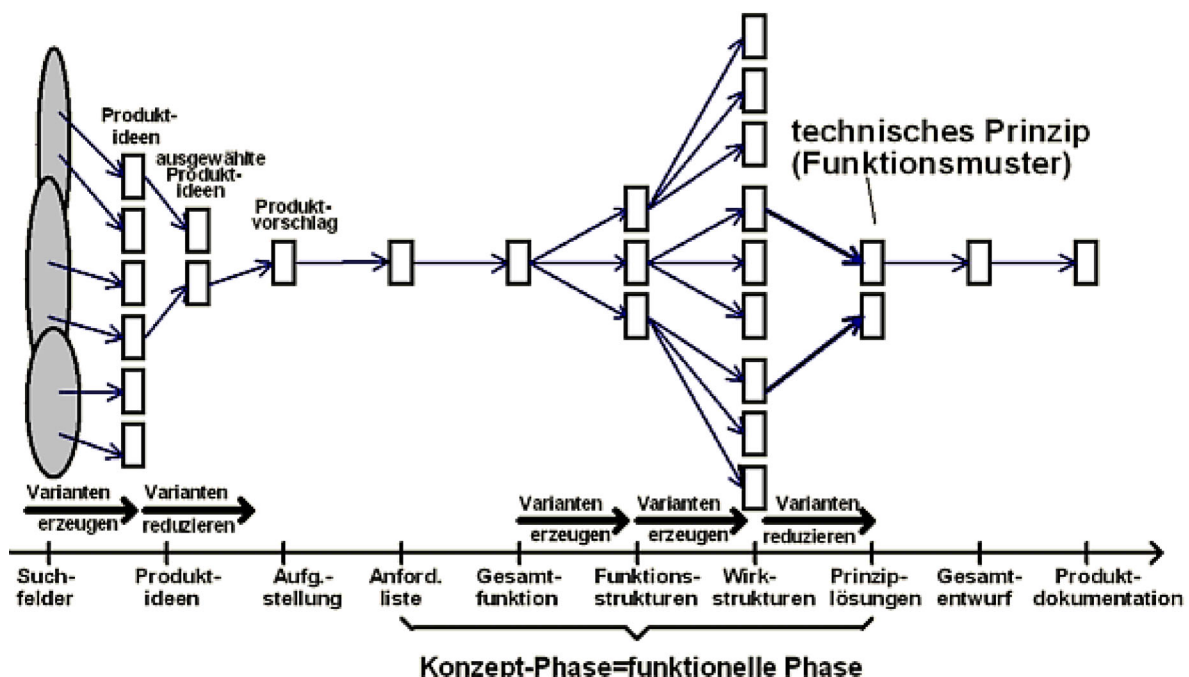 Produkt-
ideen
ausgewählte
Produkt-
ideen
Produkt-
vorschlag
technisches Prinzip
(Funktionsmuster)
Varianten
erzeugen
Varianten
reduzieren
Varianten
erzeugen
Varianten
erzeugen
Varianten
reduzieren
Such-
felder
Produkt-
ideen
Aufg.-
stellung
Anford.
liste
Gesamt-
funktion
Funktions-
strukturen
Wirk-
strukturen
Prinzip-
lösungen
Gesamt-
entwurf
Produkt-
dokumentation
Konzept-Phase=funktionelle Phase